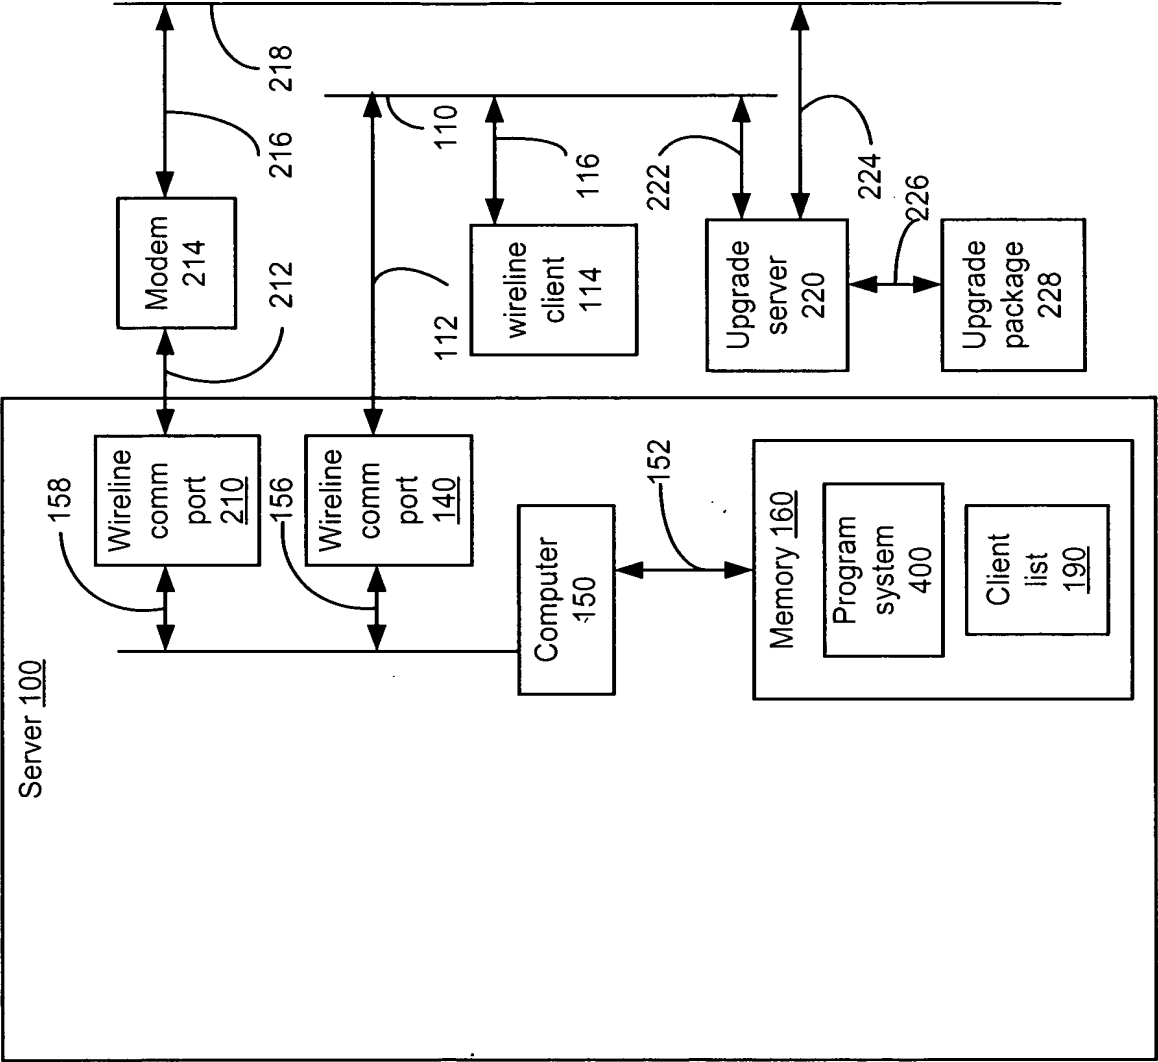 Server 100
158
Wireline
comm
port
210
212
Modem
214
216
218
156
Wireline
comm
port
140
112
110
wireline
client
114
116
Computer
150
152
Memory 160
Program
system
400
Client
list
190
Upgrade
server
220
222
224
226
Upgrade
package
228